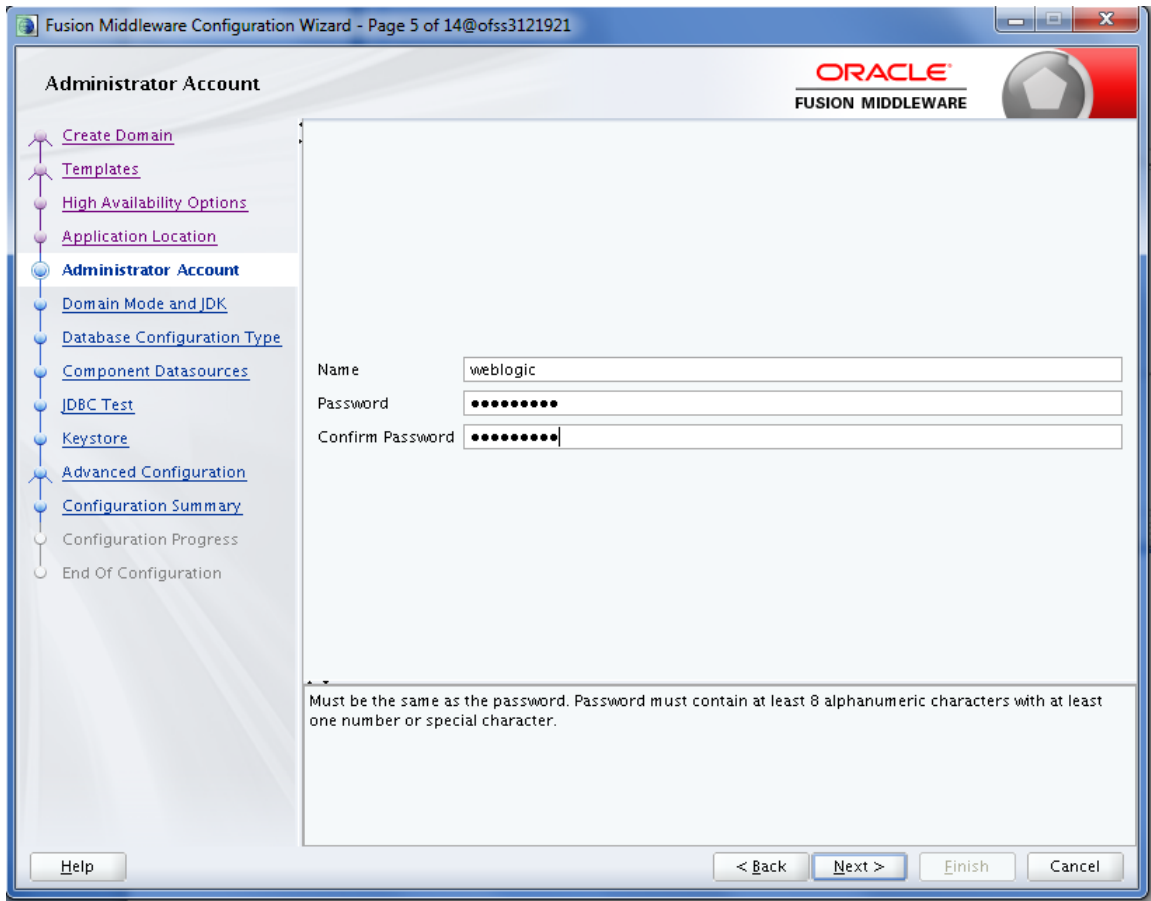 Fusion Middleware Configuration Wizard - Page 5 of 14@ofss3121921
Administrator Account
ORACLE
FUSION MIDDLEWARE
Create Domain
Templates
High Availability Options
Application Location
Administrator Account
Domain Mode and JDK
Database Configuration Type
Component Datasources
JDBC Test
Keystore
Advanced Configuration
Configuration Summary
Configuration Progress
End Of Configuration
Name weblogic
Password •••••••••
Confirm Password •••••••••
Must be the same as the password. Password must contain at least 8 alphanumeric characters with at least
one number or special character.
Help < Back Next > Finish Cancel